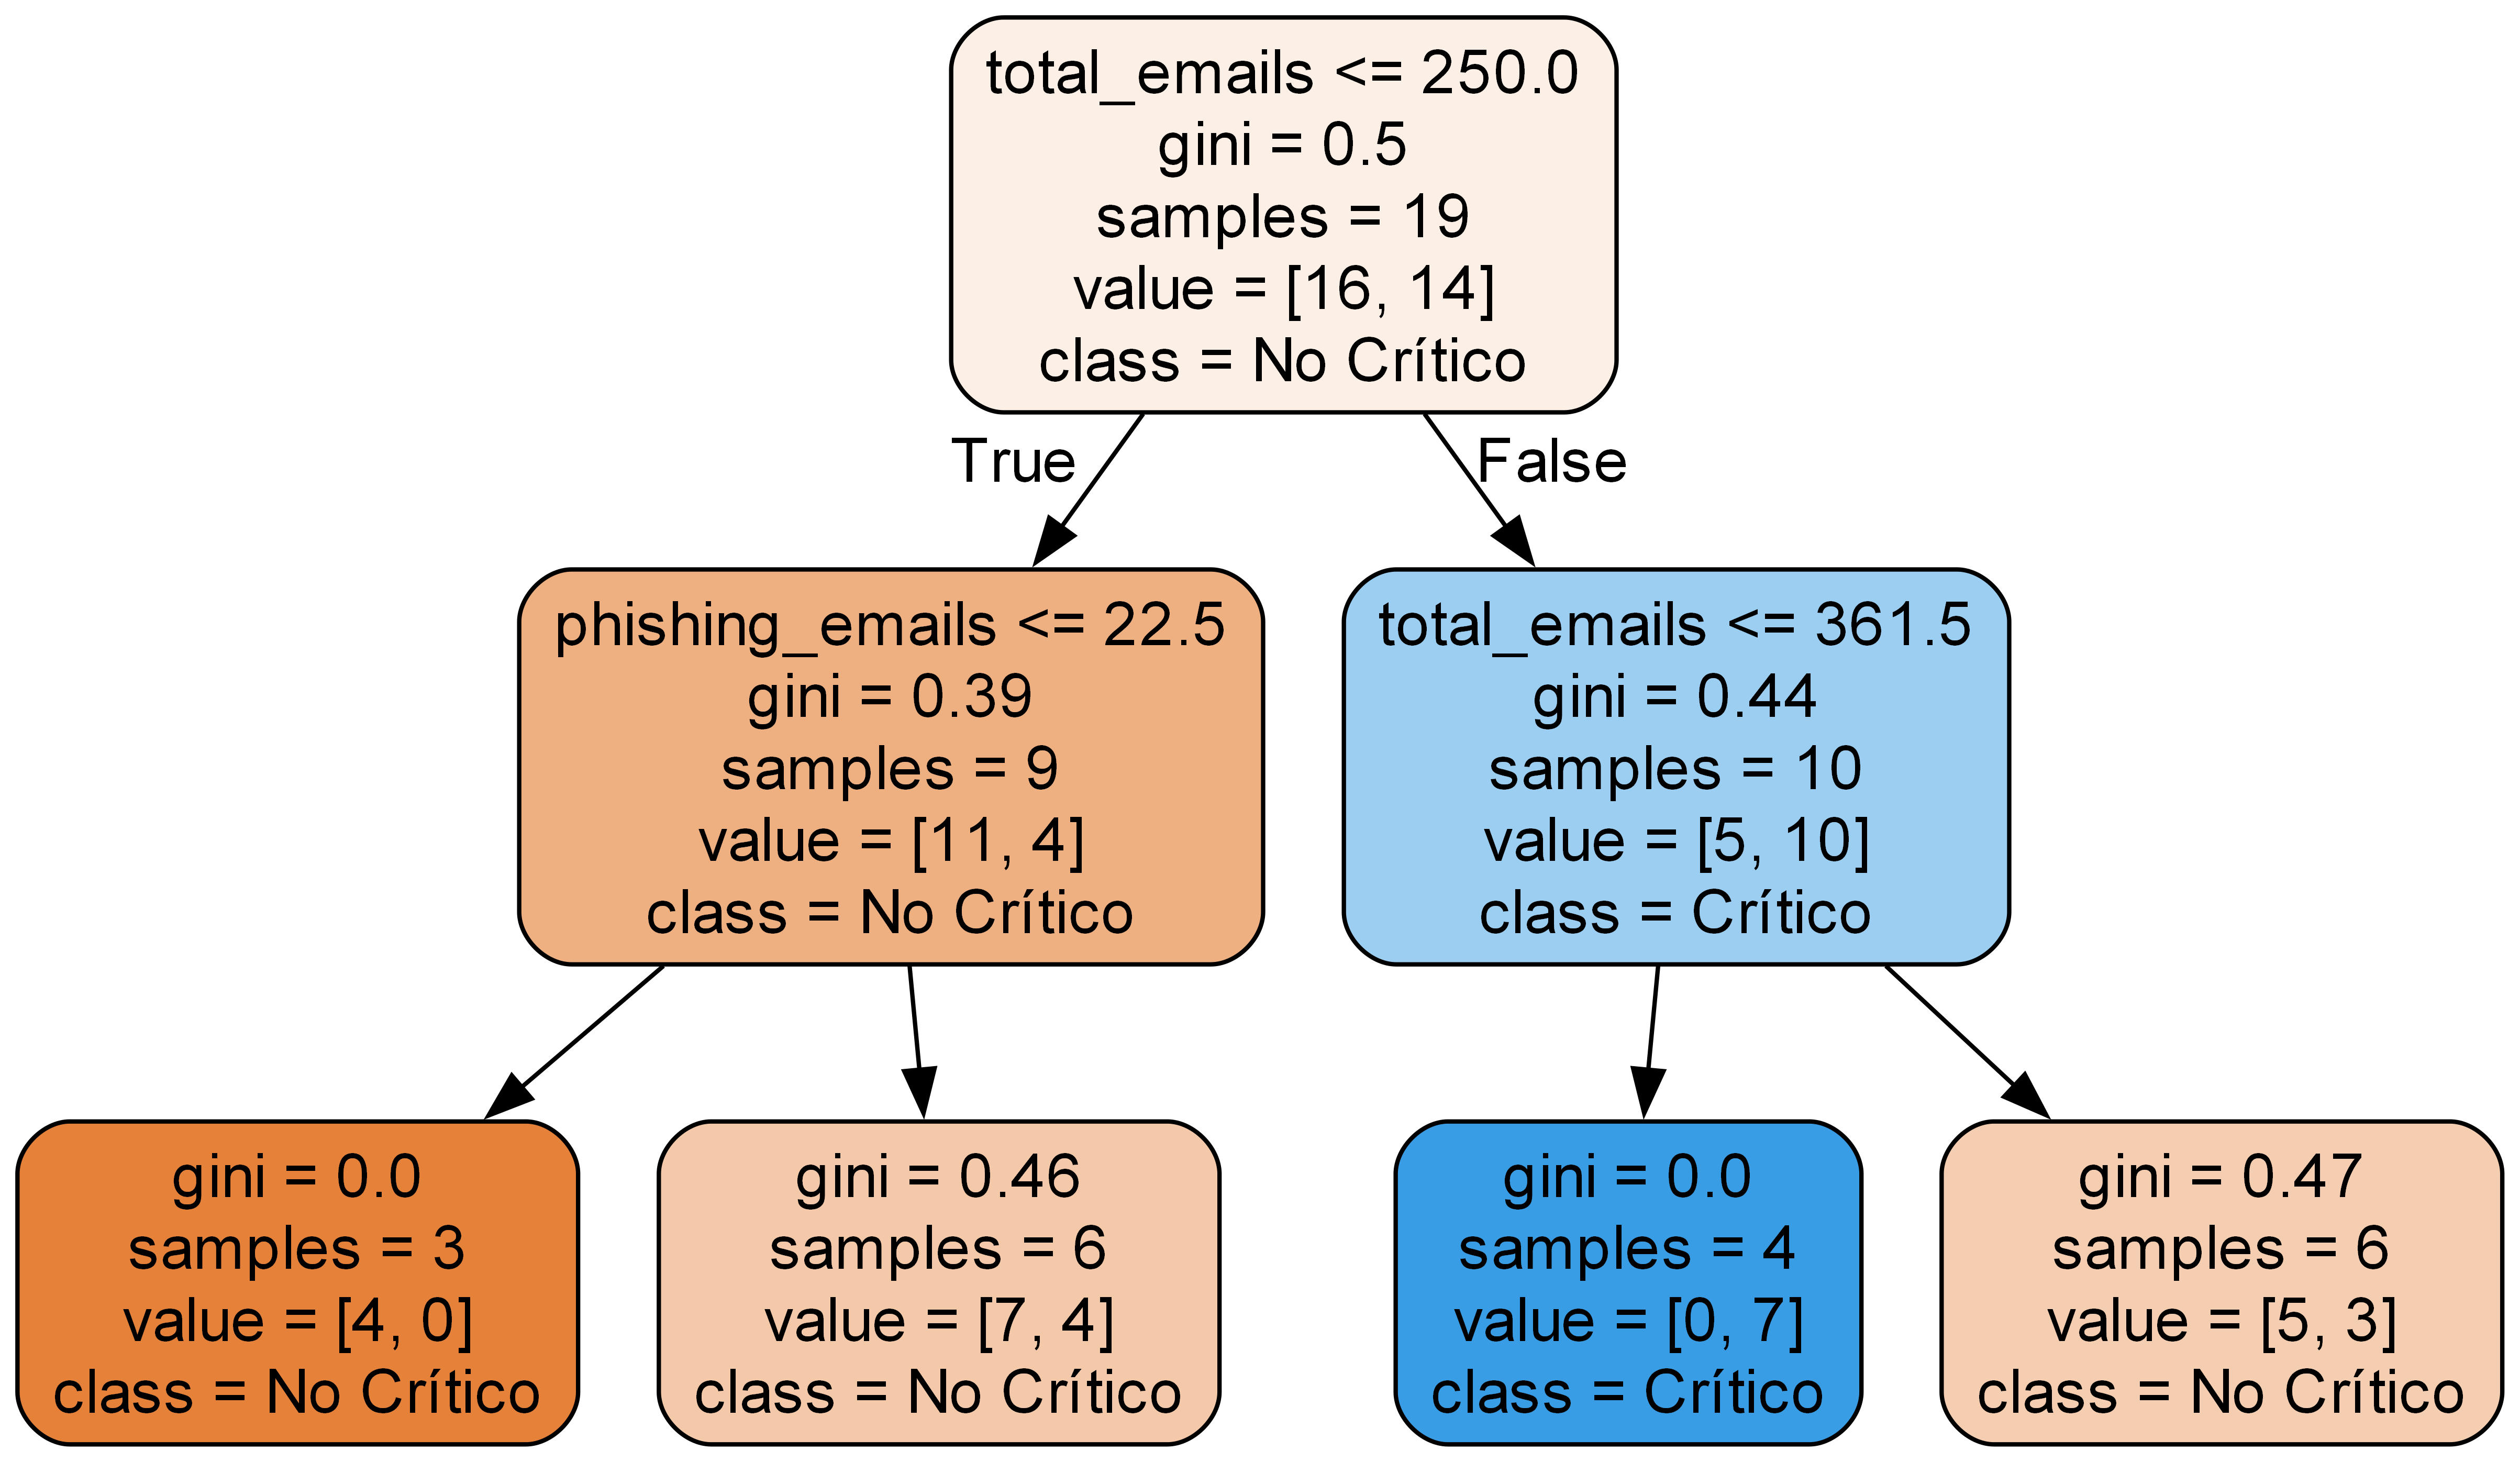 total_emails <= 250.0
gini = 0.5
samples = 19
value = [16, 14]
class = No Crítico
True
False
phishing_emails <= 22.5
gini = 0.39
samples = 9
value = [11, 4]
class = No Crítico
total_emails <= 361.5
gini = 0.44
samples = 10
value = [5, 10]
class = Crítico
gini = 0.0
samples = 3
value = [4, 0]
class = No Crítico
gini = 0.46
samples = 6
value = [7, 4]
class = No Crítico
gini = 0.0
samples = 4
value = [0, 7]
class = Crítico
gini = 0.47
samples = 6
value = [5, 3]
class = No Crítico